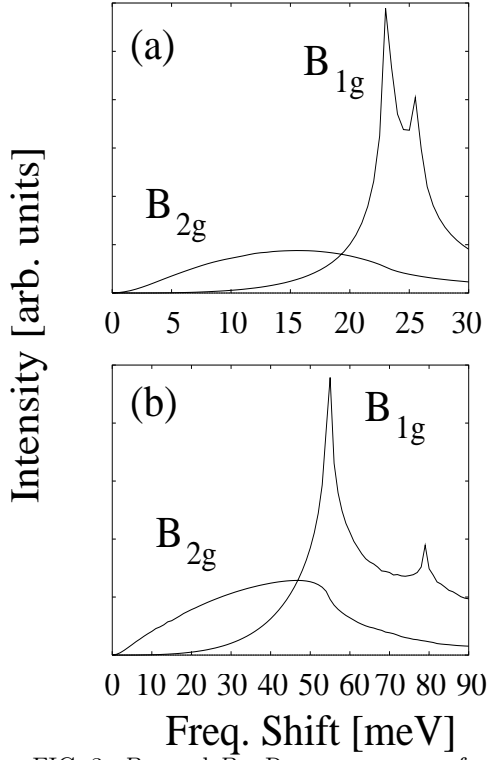 (a)
B1g
B2g
0 5 10 15 20 25 30
Intensity [arb. units]
(b)
B1g
B2g
0 10 20 30 40 50 60 70 80 90
Freq. Shift [meV]